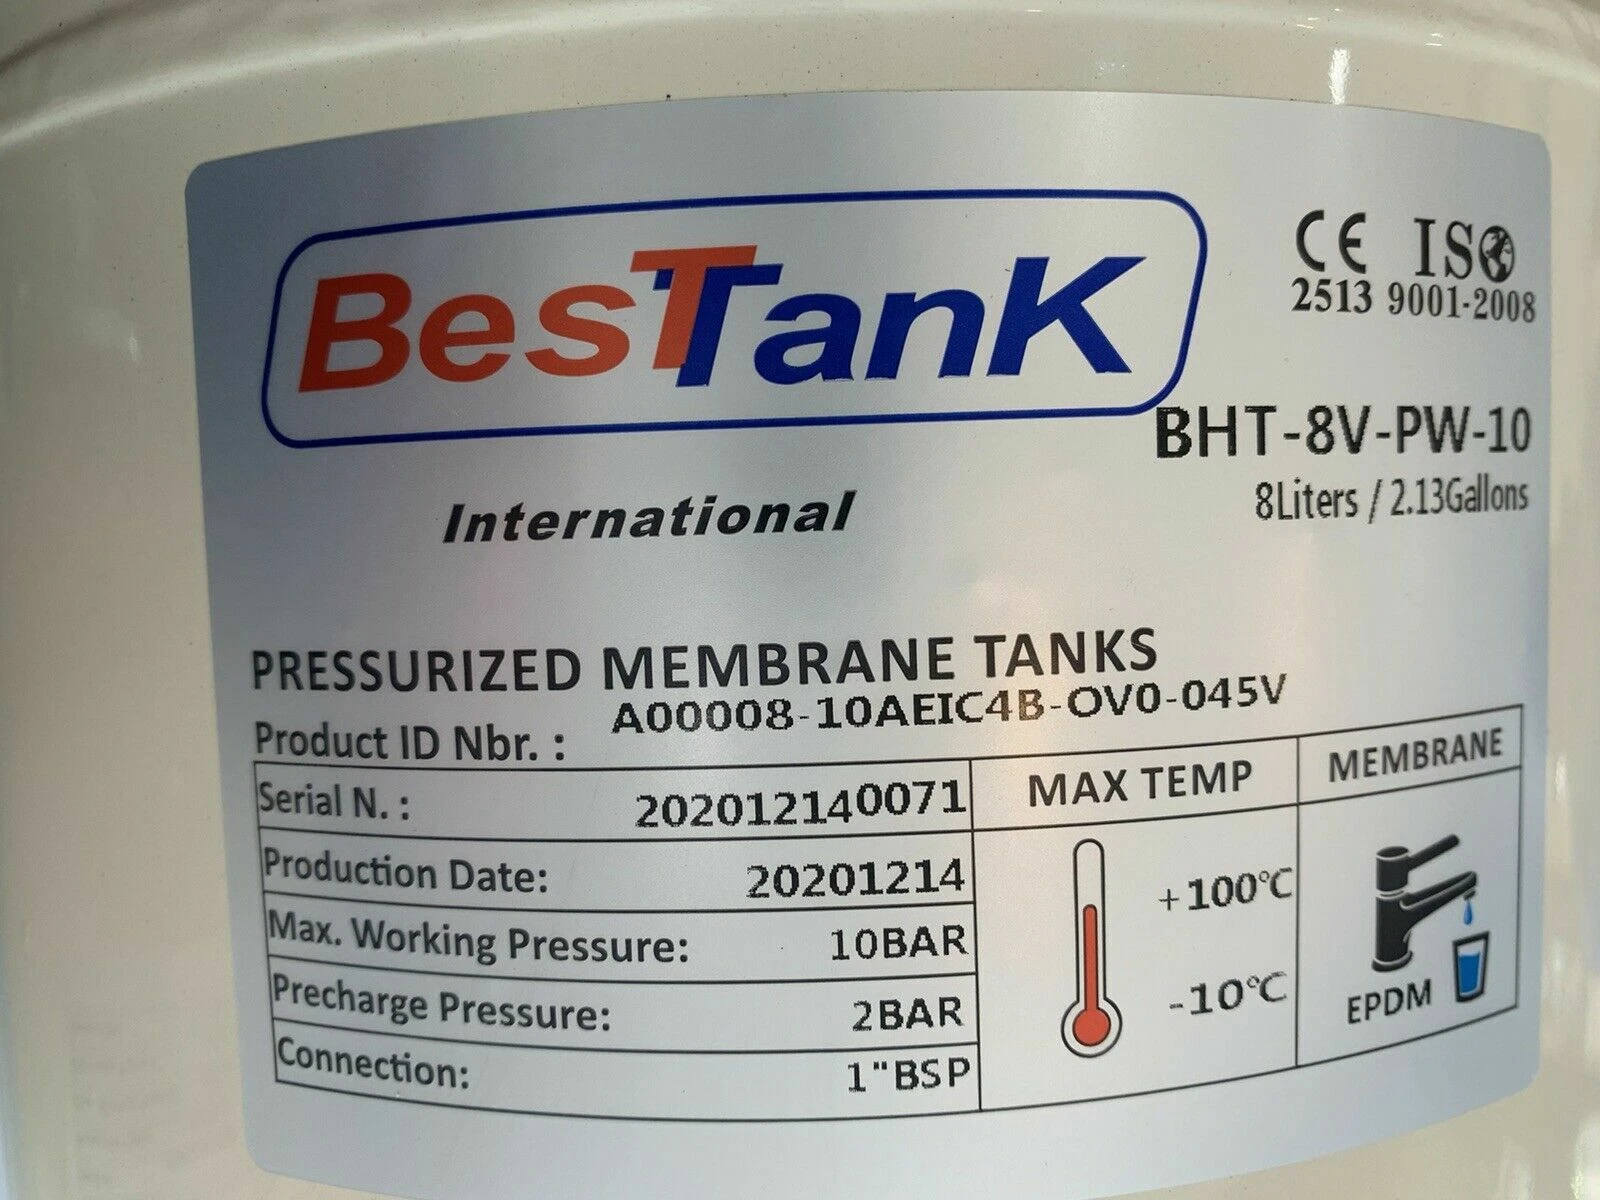 BesTTanK
International
CE ISO
2513 9001-2008
BHT-8V-PW-10
8Liters / 2.13Gallons
PRESSURIZED MEMBRANE TANKS
Product ID Nbr. : A00008-10AEIC4B-OV0-045V
Serial N. : 202012140071
Production Date: 20201214
Max. Working Pressure: 10BAR
Precharge Pressure: 2BAR
Connection: 1"BSP
MAX TEMP
+100°C
-10°C
MEMBRANE
EPDM